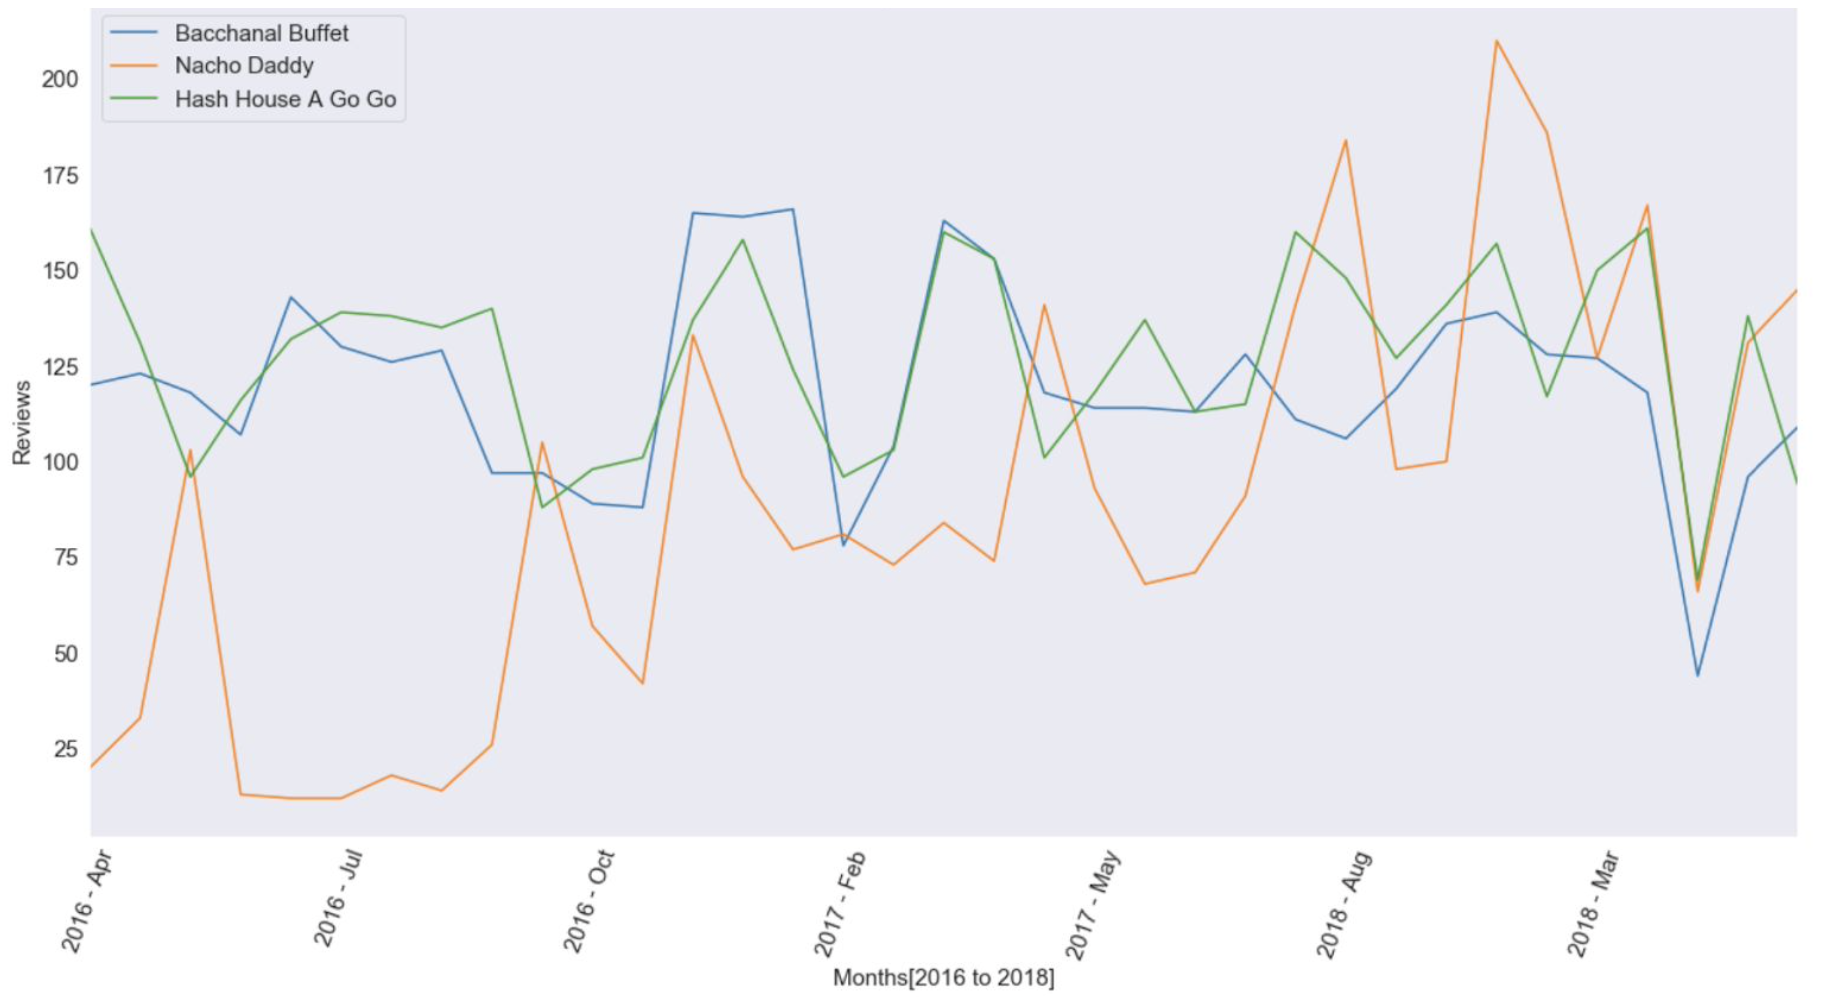 Bacchanal Buffet
Nacho Daddy
Hash House A Go Go
200
175
150
125
100
75
50
25
Reviews
2016 - Apr
2016 - Jul
2016 - Oct
2017 - Feb
2017 - May
2018 - Aug
2018 - Mar
Months[2016 to 2018]